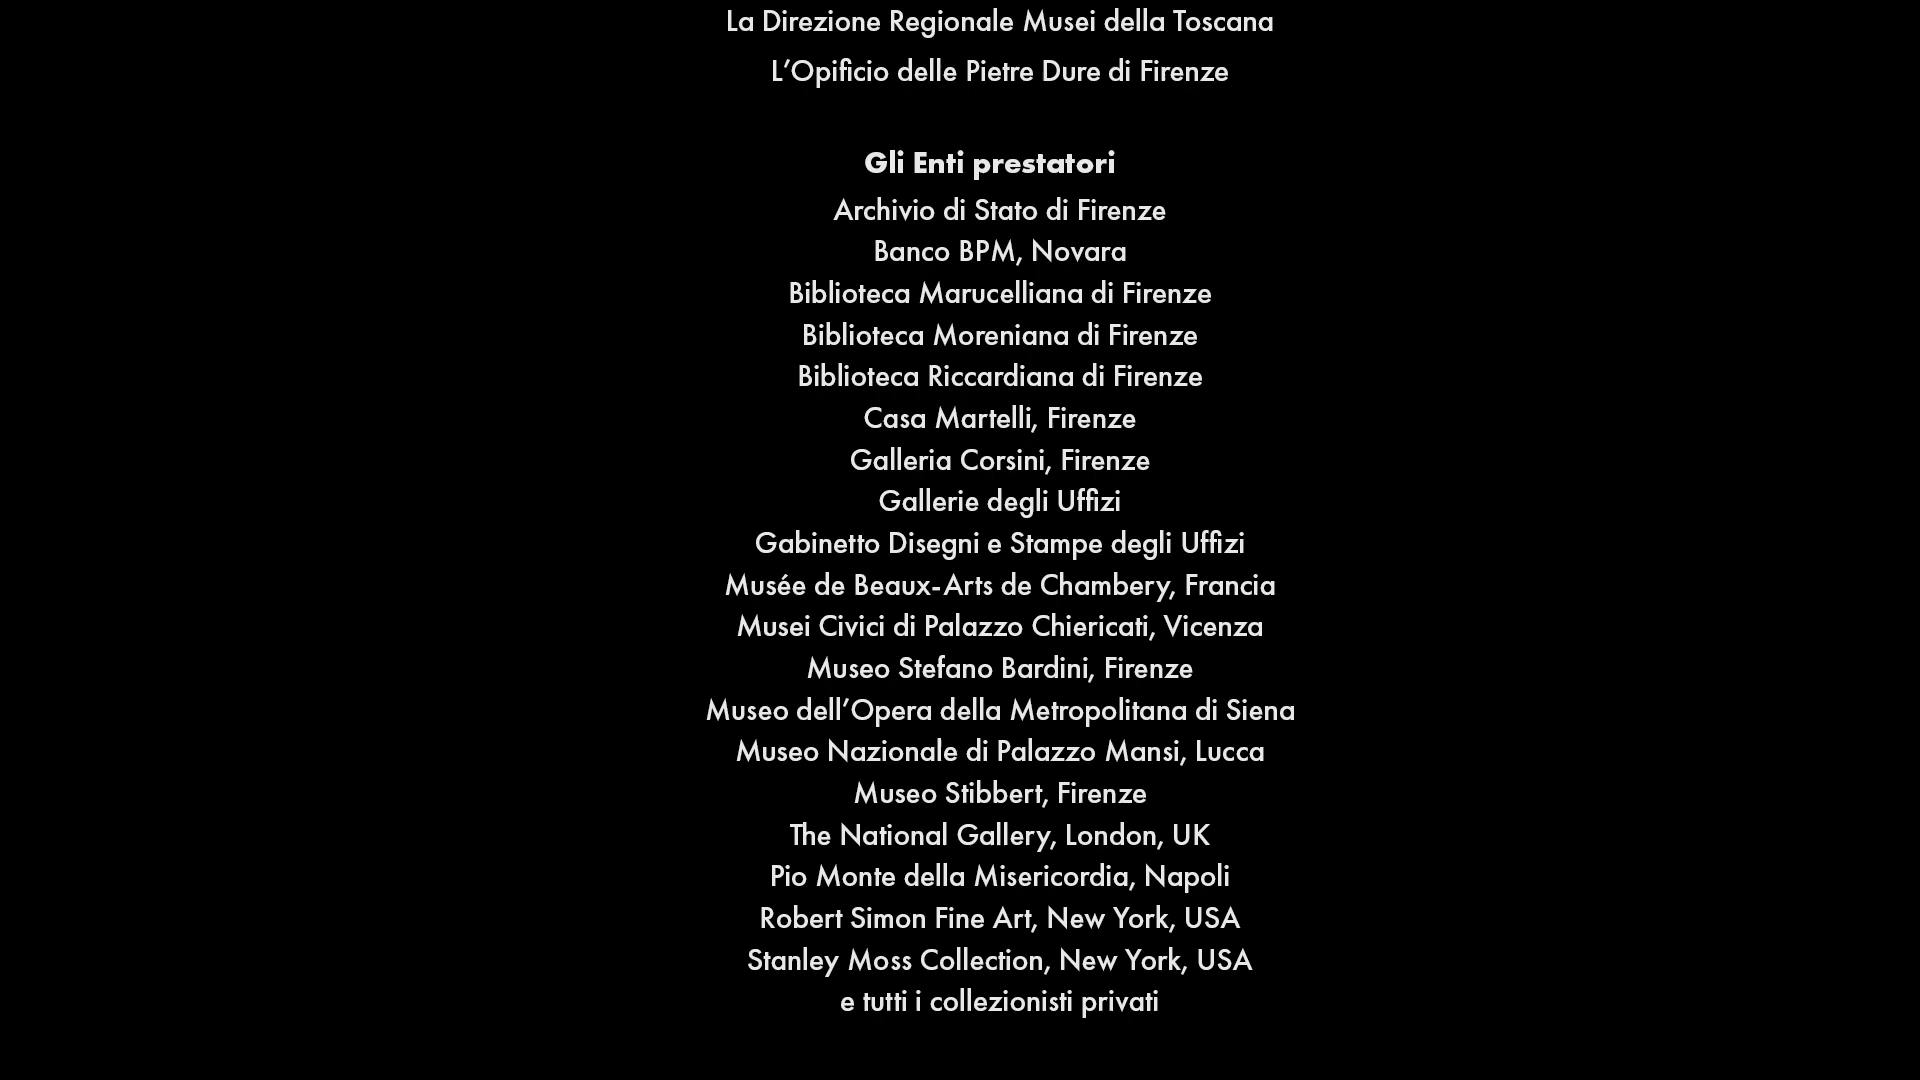 La Direzione Regionale Musei della Toscana
L’Opificio delle Pietre Dure di Firenze
Gli Enti prestatori
Archivio di Stato di Firenze
Banco BPM, Novara
Biblioteca Marucelliana di Firenze
Biblioteca Moreniana di Firenze
Biblioteca Riccardiana di Firenze
Casa Martelli, Firenze
Galleria Corsini, Firenze
Gallerie degli Uffizi
Gabinetto Disegni e Stampe degli Uffizi
Musée de Beaux-Arts de Chambery, Francia
Musei Civici di Palazzo Chiericati, Vicenza
Museo Stefano Bardini, Firenze
Museo dell’Opera della Metropolitana di Siena
Museo Nazionale di Palazzo Mansi, Lucca
Museo Stibbert, Firenze
The National Gallery, London, UK
Pio Monte della Misericordia, Napoli
Robert Simon Fine Art, New York, USA
Stanley Moss Collection, New York, USA
e tutti i collezionisti privati